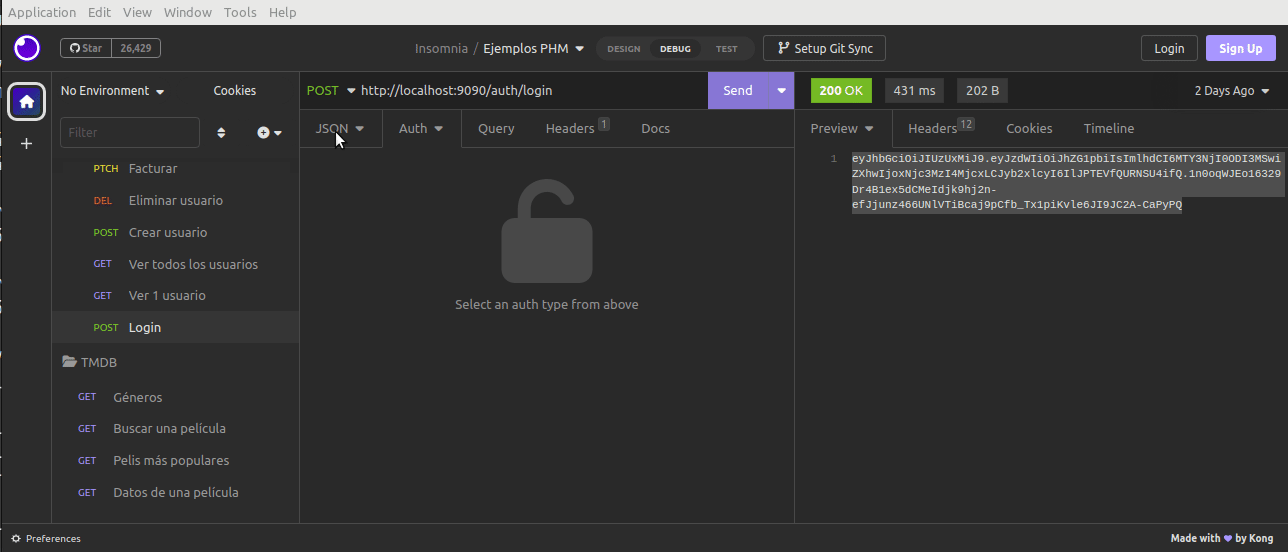 Application Edit View Window Tools Help
Star 26,429
Insomnia / Ejemplos PHM
DESIGN DEBUG TEST
Setup Git Sync
Login
Sign Up
No Environment
Cookies
Filter
PTCH Facturar
DEL Eliminar usuario
POST Crear usuario
GET Ver todos los usuarios
GET Ver 1 usuario
POST Login
TMDB
GET Géneros
GET Buscar una película
GET Pelis más populares
GET Datos de una película
POST http://localhost:9090/auth/login
Send
JSON Auth Query Headers 1 Docs
Select an auth type from above
200 OK 431 ms 202 B
2 Days Ago
Preview Headers 12 Cookies Timeline
1 eyJhbGciOiJIUzUxMiJ9.eyJzdWIiOiJhZG1pbiIsImlhdCI6MTY3NjI0ODI3MSwi
ZXhwIjoxNjc3MzI4MjcxLCJyb2xlcyI6IlJPTEVfQURNSU4ifQ.1n0oqWJEo16329
Dr4B1ex5dCMeIdjk9hj2n-
efJjunz466UNlVTiBcaj9pCfb_Tx1piKvle6JI9JC2A-CaPyPQ
Preferences
Made with by Kong